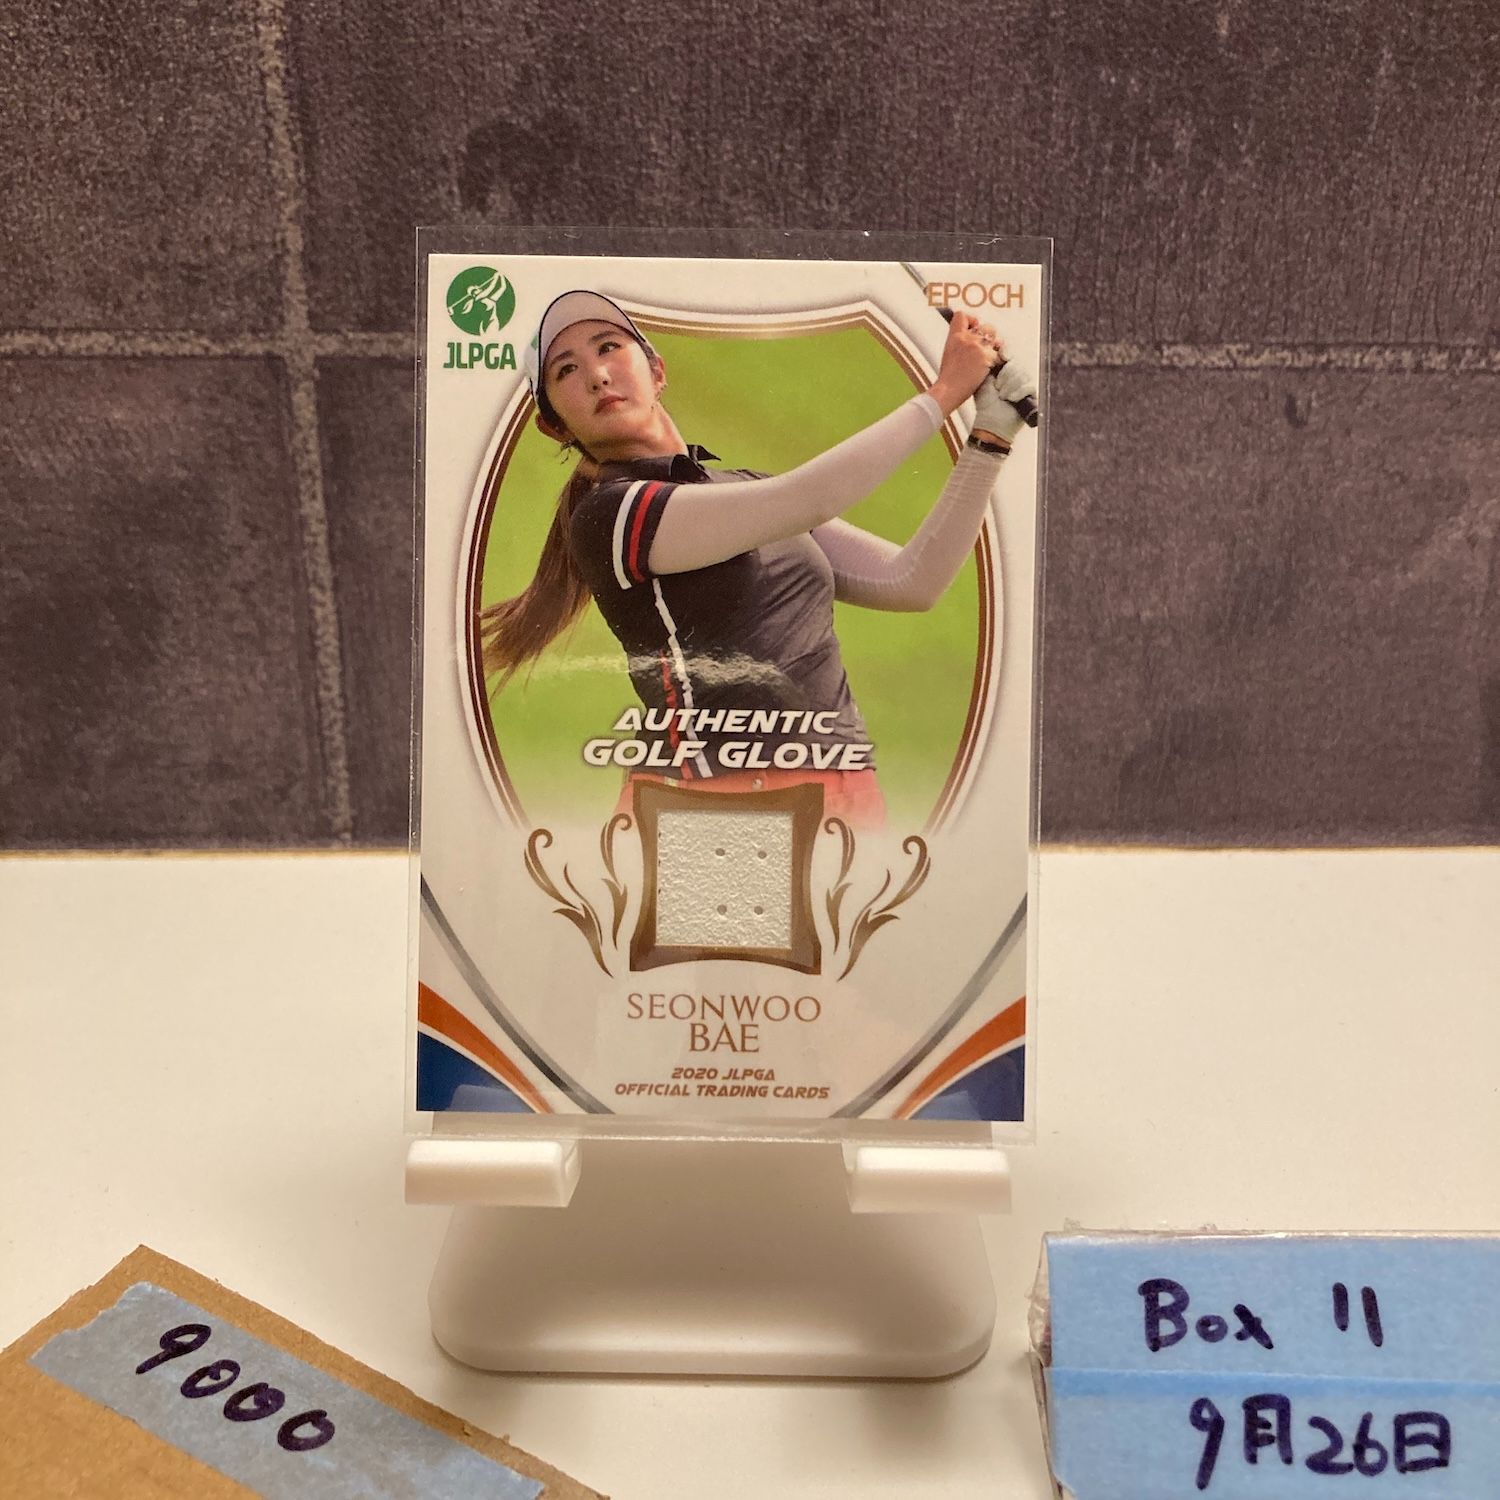 JLPGA
EPOCH
AUTHENTIC
GOLF GLOVE
SEONWOO
BAE
2020 JLPGA
OFFICIAL TRADING CARDS
9000
Box 11
9月26日